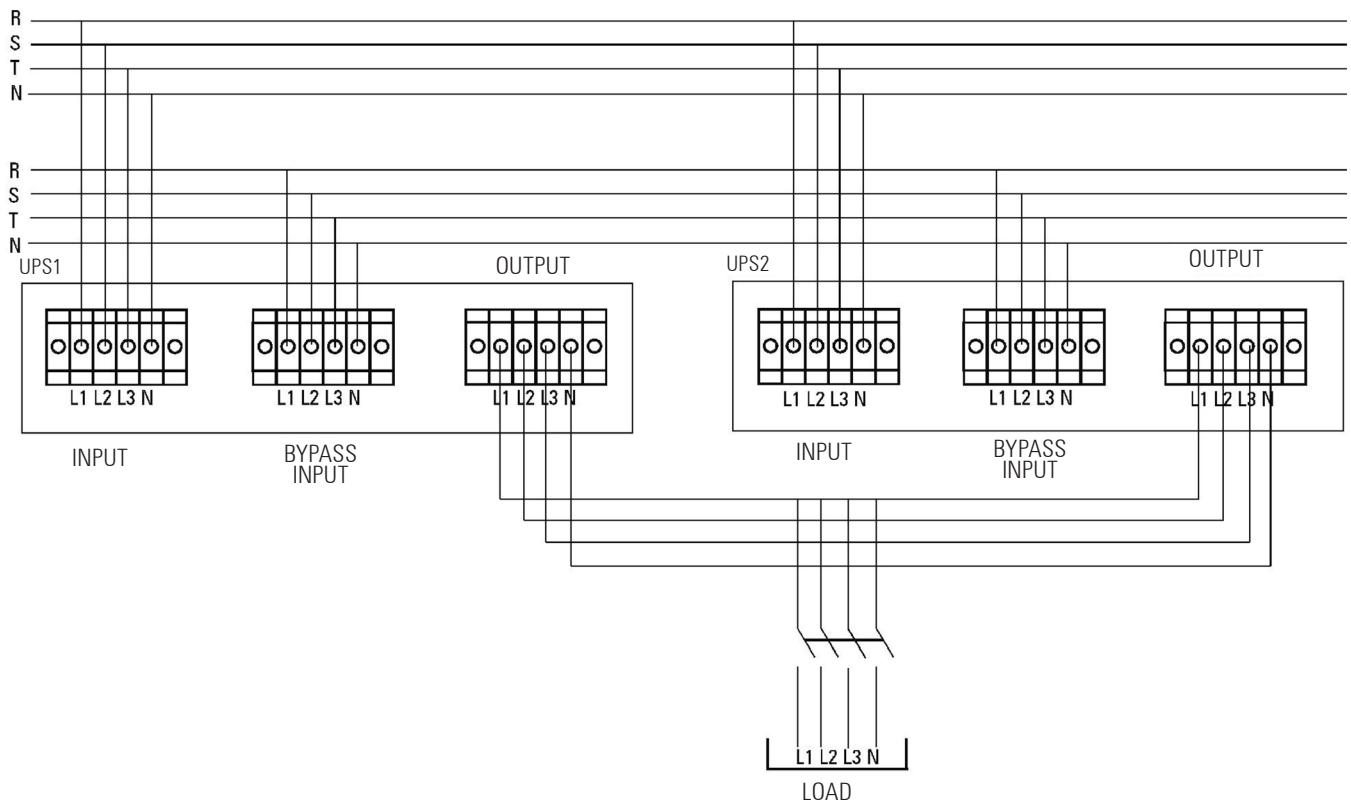 R
S
T
N
R
S
T
N
UPS1
OUTPUT
UPS2
OUTPUT
L1 L2 L3 N
L1 L2 L3 N
L1 L2 L3 N
L1 L2 L3 N
L1 L2 L3 N
L1 L2 L3 N
INPUT
BYPASS
INPUT
INPUT
BYPASS
INPUT
L1 L2 L3 N
LOAD